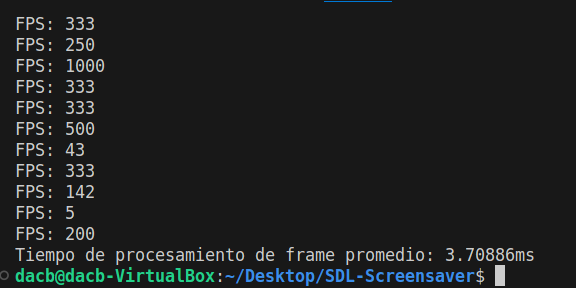 FPS: 333
FPS: 250
FPS: 1000
FPS: 333
FPS: 333
FPS: 500
FPS: 43
FPS: 333
FPS: 142
FPS: 5
FPS: 200
Tiempo de procesamiento de frame promedio: 3.70886ms
dacb@dacb-VirtualBox:~/Desktop/SDL-Screensaver$